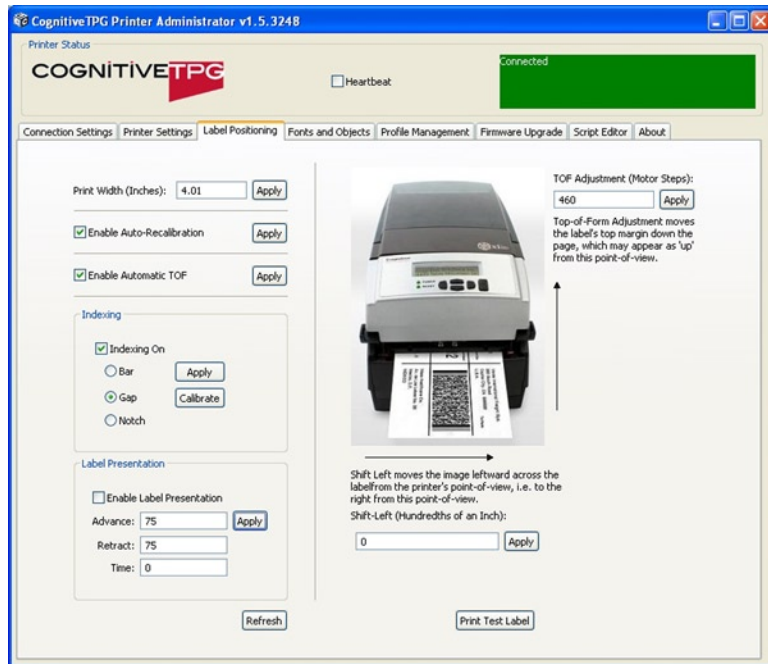 CognitiveTPG Printer Administrator v1.5.3248
Printer Status
COGNITIVETPG
Heartbeat
Connected
Connection Settings
Printer Settings
Label Positioning
Fonts and Objects
Profile Management
Firmware Upgrade
Script Editor
About
Print Width (Inches): 4.01 Apply
Enable Auto-Recalibration Apply
Enable Automatic TOF Apply
Indexing
Indexing On
Bar Apply
Gap Calibrate
Notch
Label Presentation
Enable Label Presentation
Advance: 75 Apply
Retract: 75
Time: 0
Refresh
TOF Adjustment (Motor Steps):
460 Apply
Top-of-Form Adjustment moves
the label's top margin down the
page, which may appear as 'up'
from this point-of-view.
Cognitive
Shift Left moves the image leftward across the
labelfrom the printer's point-of-view, i.e. to the
right from this point-of-view.
Shift-Left (Hundredths of an Inch):
0 Apply
Print Test Label